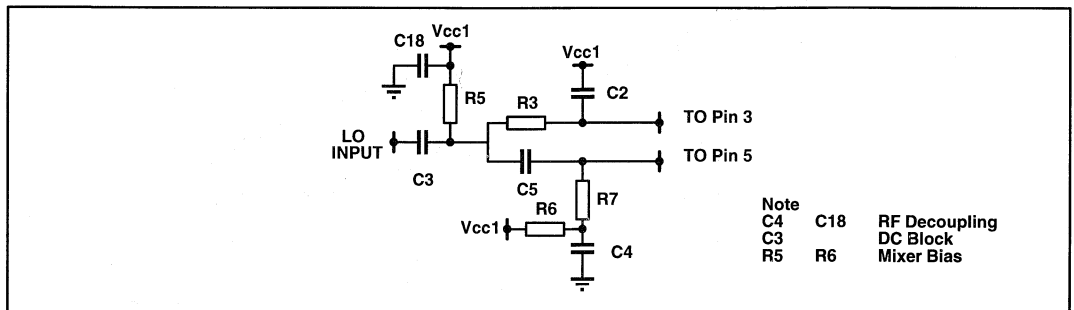 Vcc1
C18
Vcc1
R5
C2
R3
TO Pin 3
LO
INPUT
C3
TO Pin 5
C5
R7
R6
Vcc1
C4
Note
C4 C18 RF Decoupling
C3 DC Block
R5 R6 Mixer Bias